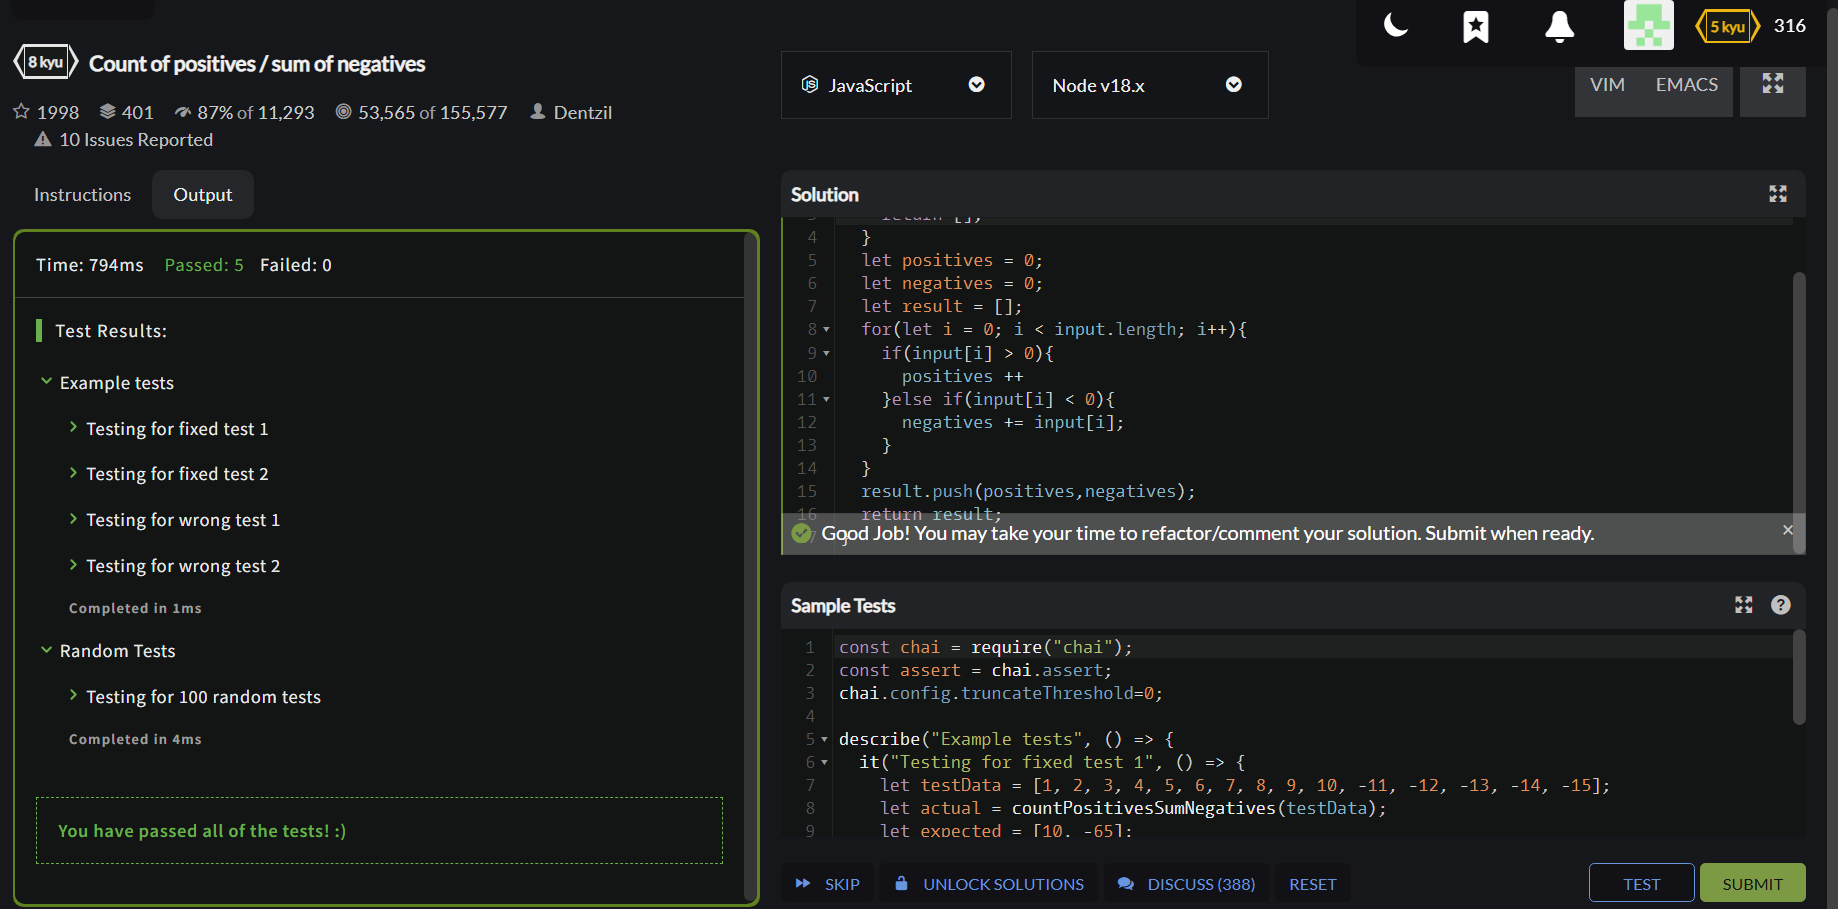 8 kyu
Count of positives / sum of negatives
1998 401 87% of 11,293 53,565 of 155,577 Dentzil
10 Issues Reported
Instructions Output
Time: 794ms Passed: 5 Failed: 0
Test Results:
Example tests
Testing for fixed test 1
Testing for fixed test 2
Testing for wrong test 1
Testing for wrong test 2
Completed in 1ms
Random Tests
Testing for 100 random tests
Completed in 4ms
You have passed all of the tests! :)
JS JavaScript
Node v18.x
5 kyu 316
VIM EMACS
Solution
3 return [];
4 }
5 let positives = 0;
6 let negatives = 0;
7 let result = [];
8 for(let i = 0; i < input.length; i++){
9 if(input[i] > 0){
10 positives ++
11 }else if(input[i] < 0){
12 negatives += input[i];
13 }
14 }
15 result.push(positives,negatives);
16 return result;
Good Job! You may take your time to refactor/comment your solution. Submit when ready.
Sample Tests
1 const chai = require("chai");
2 const assert = chai.assert;
3 chai.config.truncateThreshold=0;
4
5 describe("Example tests", () => {
6 it("Testing for fixed test 1", () => {
7 let testData = [1, 2, 3, 4, 5, 6, 7, 8, 9, 10, -11, -12, -13, -14, -15];
8 let actual = countPositivesSumNegatives(testData);
9 let expected = [10, -65];
SKIP UNLOCK SOLUTIONS DISCUSS (388) RESET TEST SUBMIT